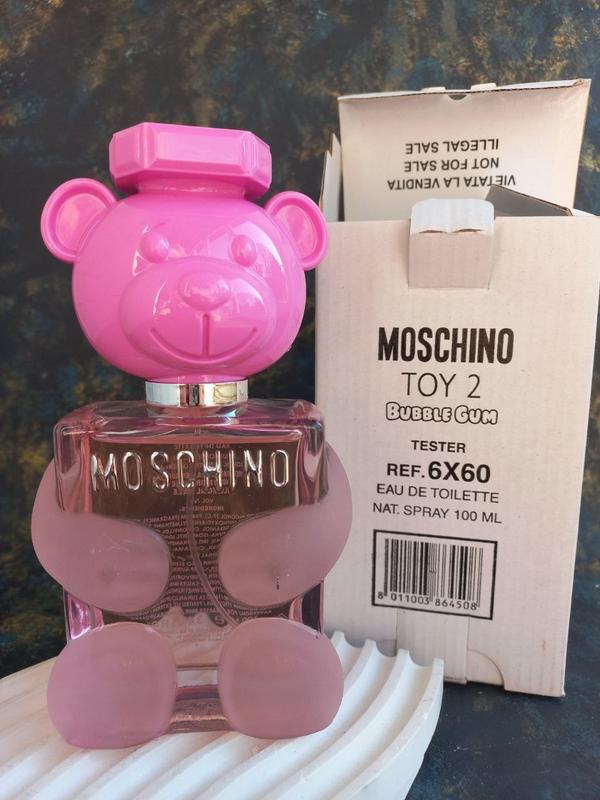 VIETATA LA VENDITA
NOT FOR SALE
ILLEGAL SALE
MOSCHINO
TOY 2
BUBBLE GUM
TESTER
REF. 6X60
EAU DE TOILETTE
NAT. SPRAY 100 ML
8 011003 864508
MOSCHINO